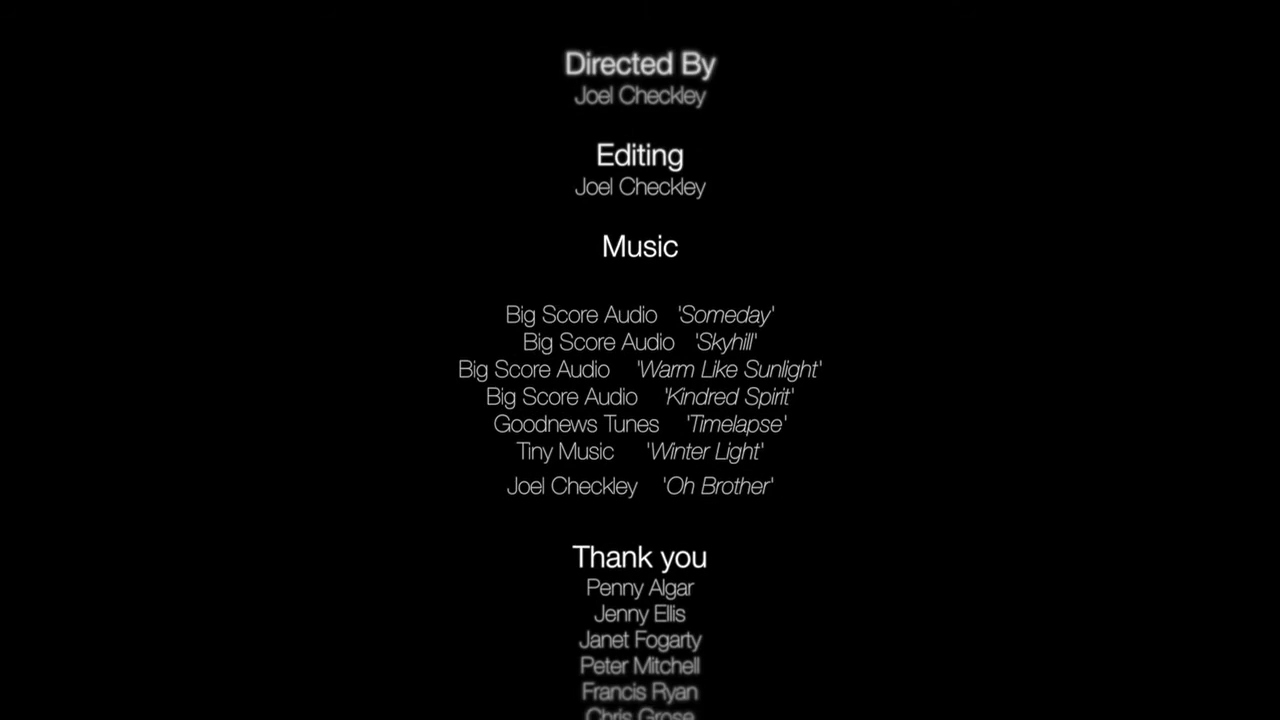 Directed By
Joel Checkley
Editing
Joel Checkley
Music
Big Score Audio 'Someday'
Big Score Audio 'Skyhill'
Big Score Audio 'Warm Like Sunlight'
Big Score Audio 'Kindred Spirit'
Goodnews Tunes 'Timelapse'
Tiny Music 'Winter Light'
Joel Checkley 'Oh Brother'
Thank you
Penny Algar
Jenny Ellis
Janet Fogarty
Peter Mitchell
Francis Ryan
Chris Grose